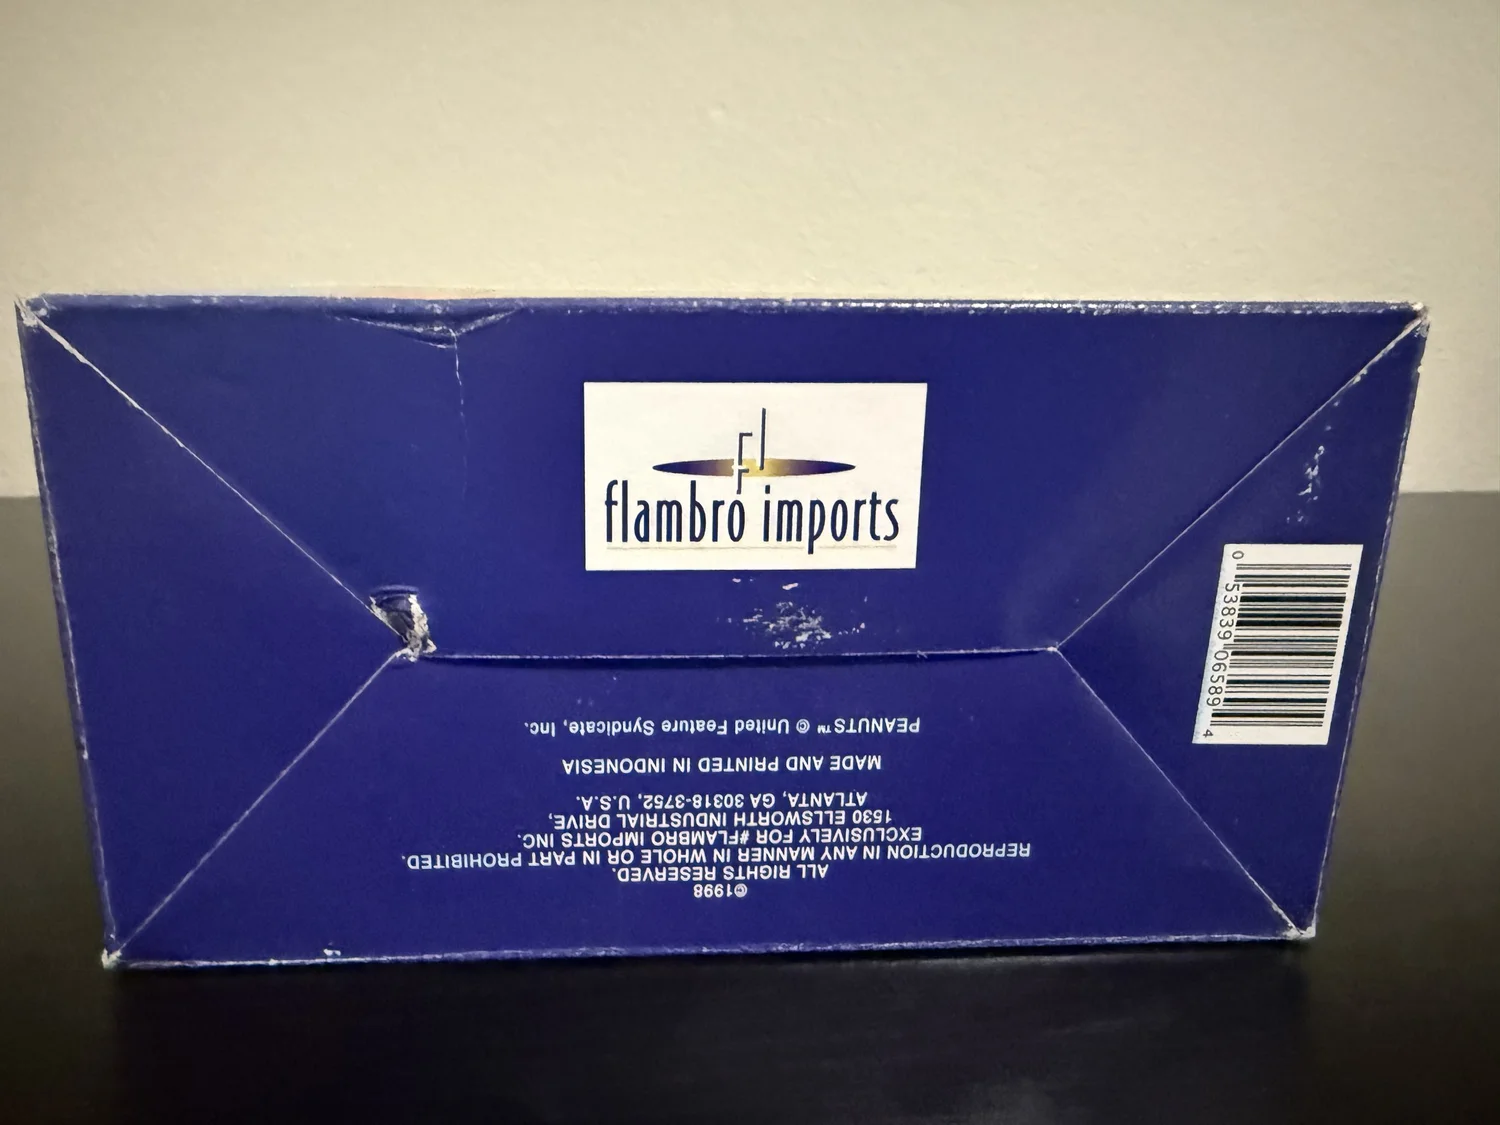 fl
flambro imports
©1998
ALL RIGHTS RESERVED.
REPRODUCTION IN ANY MANNER IN WHOLE OR IN PART PROHIBITED.
EXCLUSIVELY FOR #FLAMBRO IMPORTS INC.
1530 ELLSWORTH INDUSTRIAL DRIVE,
ATLANTA, GA 30318-3752, U.S.A.
MADE AND PRINTED IN INDONESIA
PEANUTS™ © United Feature Syndicate, Inc.
0 53839 06589 4